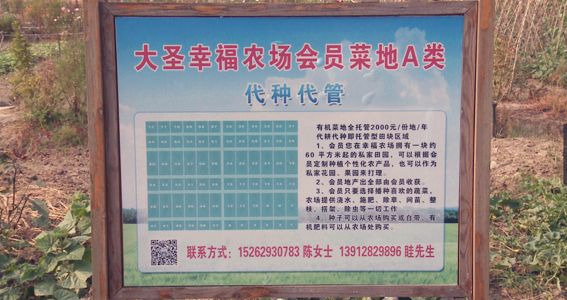 大圣幸福农场会员菜地A类
代种代管
有机菜地全托管2000元/份地/年
代耕代种即托管型田块区域
1、会员您在幸福农场拥有一块约
60 平方米起的私家田园，可以根据会
员定制种植个性化农产品，也可以作为
私家花园、果园来打理。
2、会员地产出全部由会员收获。
3、会员只要选择播种喜欢的蔬菜，
农场提供浇水、施肥、除草、间苗、整
枝、搭架、除虫等一切工作
4、种子可以从农场购买或自带、有
机肥料可以从农场处购买。
联系方式：15262930783 陈女士 13912829896 眭先生